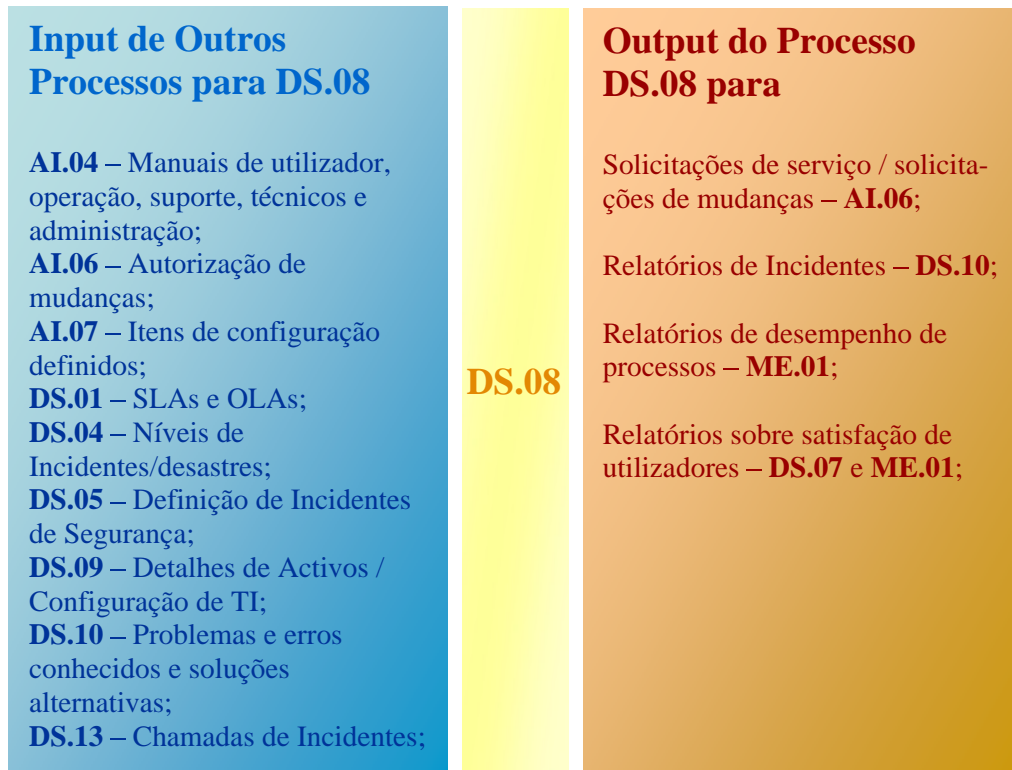 Input de Outros
Processos para DS.08
AI.04 – Manuais de utilizador,
operação, suporte, técnicos e
administração;
AI.06 – Autorização de
mudanças;
AI.07 – Itens de configuração
definidos;
DS.01 – SLAs e OLAs;
DS.04 – Níveis de
Incidentes/desastres;
DS.05 – Definição de Incidentes
de Segurança;
DS.09 – Detalhes de Activos /
Configuração de TI;
DS.10 – Problemas e erros
conhecidos e soluções
alternativas;
DS.13 – Chamadas de Incidentes;
DS.08
Output do Processo
DS.08 para
Solicitações de serviço / solicita-
ções de mudanças – AI.06;
Relatórios de Incidentes – DS.10;
Relatórios de desempenho de
processos – ME.01;
Relatórios sobre satisfação de
utilizadores – DS.07 e ME.01;